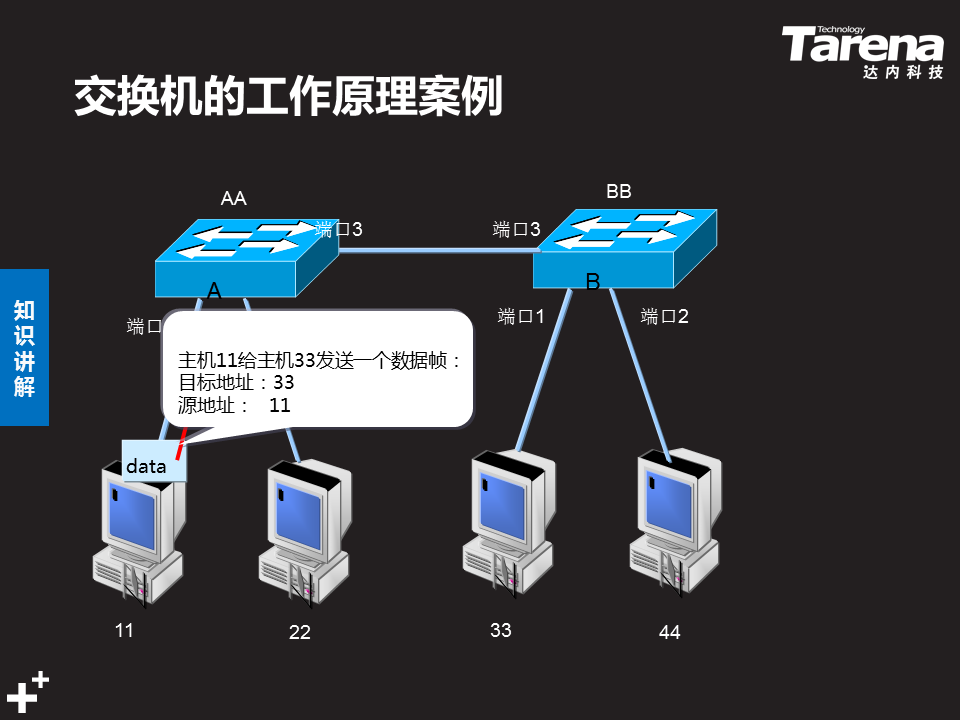 Technology
Tarena
达内科技
交换机的工作原理案例
AA
BB
端口3
端口3
A
B
端口
端口1
端口2
知识讲解
主机11给主机33发送一个数据帧：
目标地址：33
源地址： 11
data
11
22
33
44